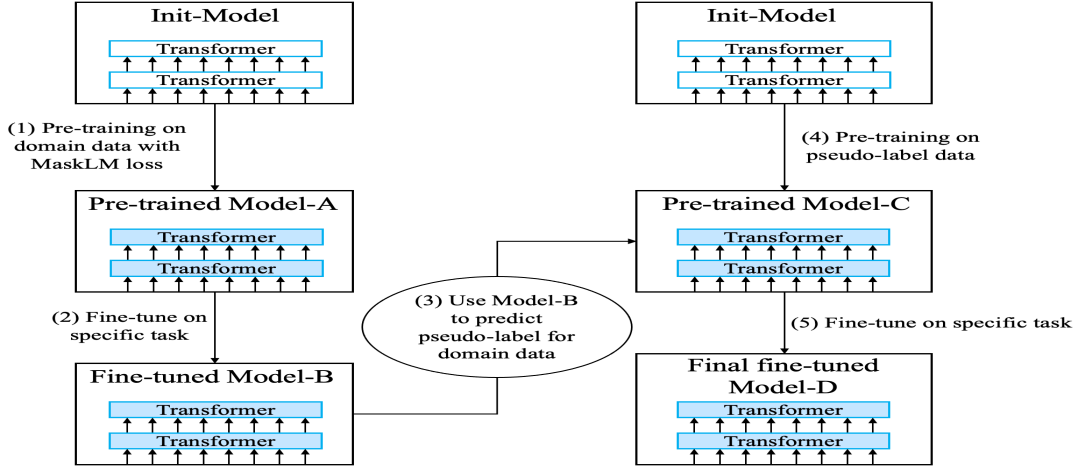 Init-Model
Transformer
Transformer
(1) Pre-training on
domain data with
MaskLM loss
Pre-trained Model-A
Transformer
Transformer
(2) Fine-tune on
specific task
Fine-tuned Model-B
Transformer
Transformer
(3) Use Model-B
to predict
pseudo-label for
domain data
Init-Model
Transformer
Transformer
(4) Pre-training on
pseudo-label data
Pre-trained Model-C
Transformer
Transformer
(5) Fine-tune on specific task
Final fine-tuned
Model-D
Transformer
Transformer